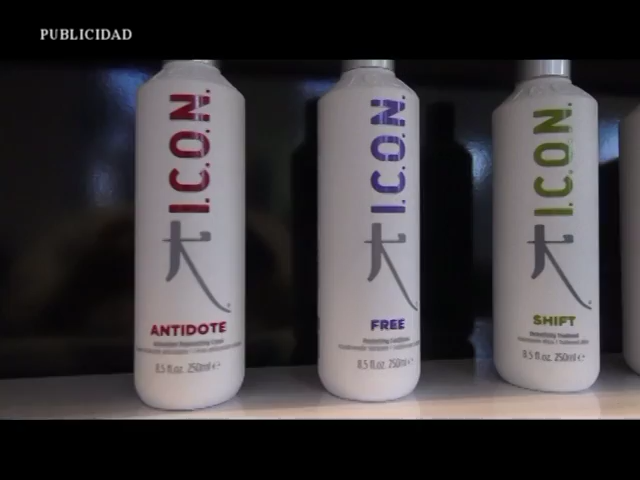 PUBLICIDAD
I.C.O.N.
ANTIDOTE
8.5 fl.oz. 250ml e
I.C.O.N.
FREE
8.5 fl.oz. 250ml e
I.C.O.N.
SHIFT
8.5 fl.oz. 250ml e